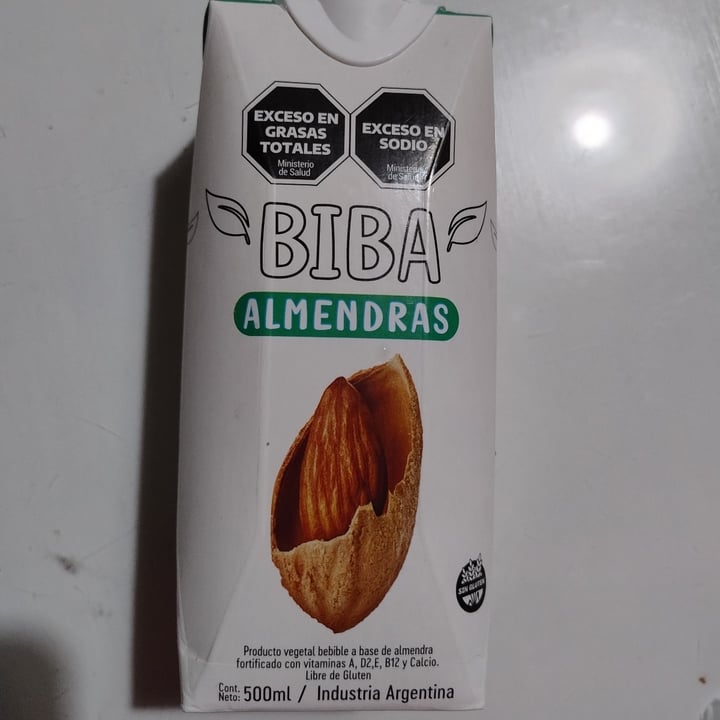 EXCESO EN
GRASAS
TOTALES
Ministerio
de Salud
EXCESO EN
SODIO
Ministerio
de Salud
BIBA
ALMENDRAS
SIN GLUTEN
Producto vegetal bebible a base de almendra
fortificado con vitaminas A, D2,E, B12 y Calcio.
Libre de Gluten
Cont.
Neto: 500ml / Industria Argentina